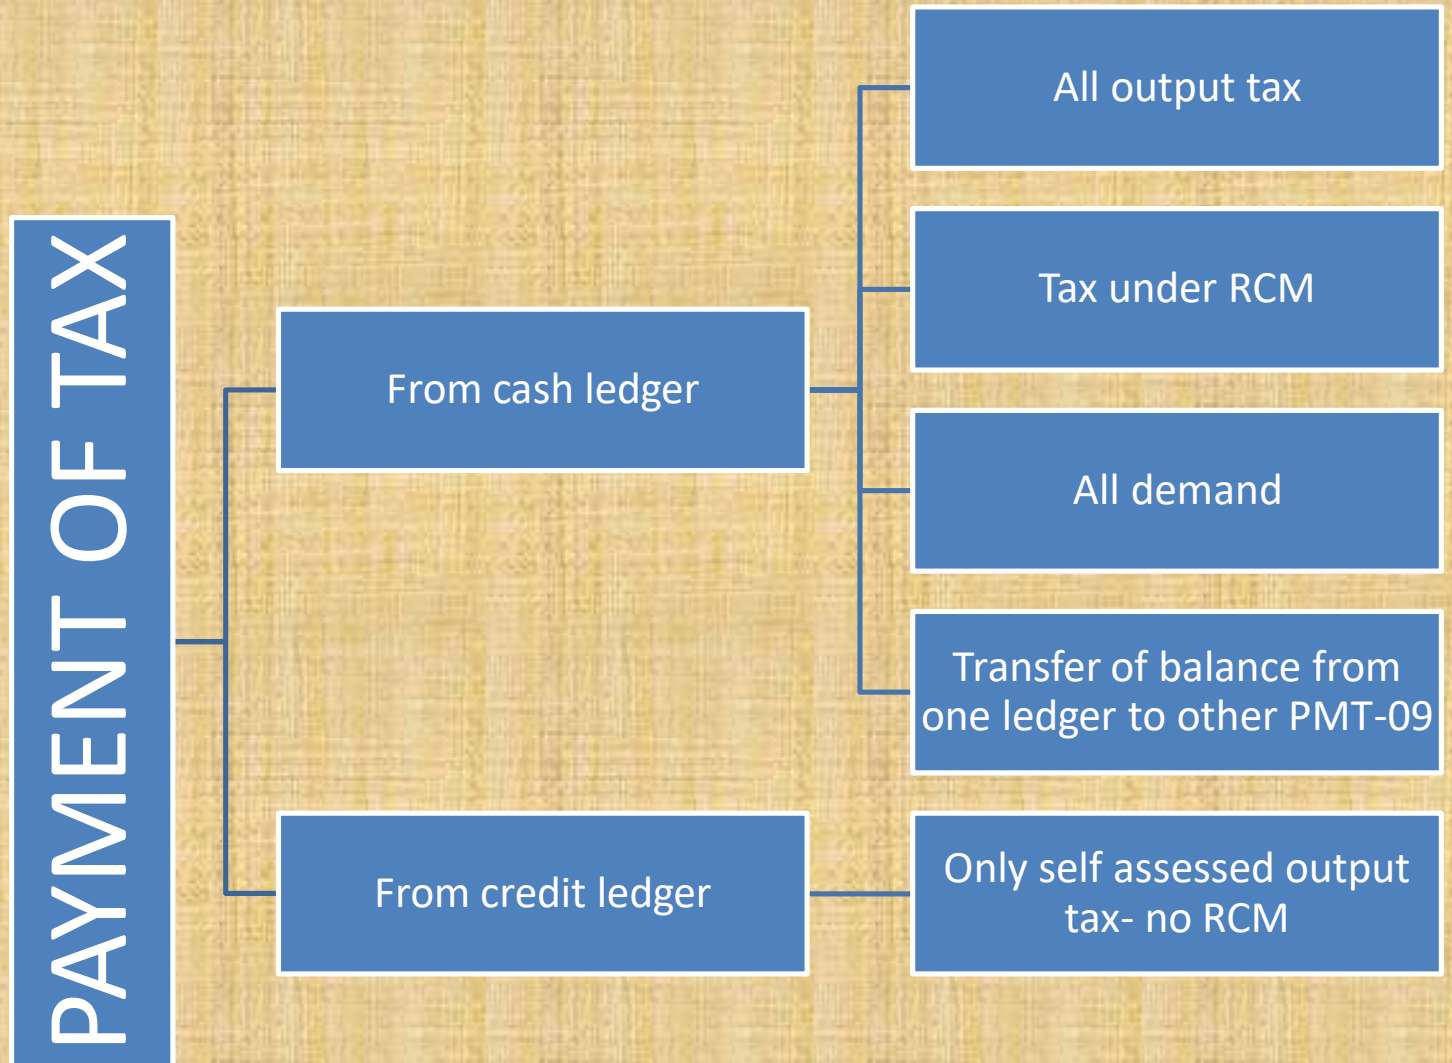 PAYMENT OF TAX
From cash ledger
All output tax
Tax under RCM
All demand
Transfer of balance from
one ledger to other PMT-09
From credit ledger
Only self assessed output
tax- no RCM